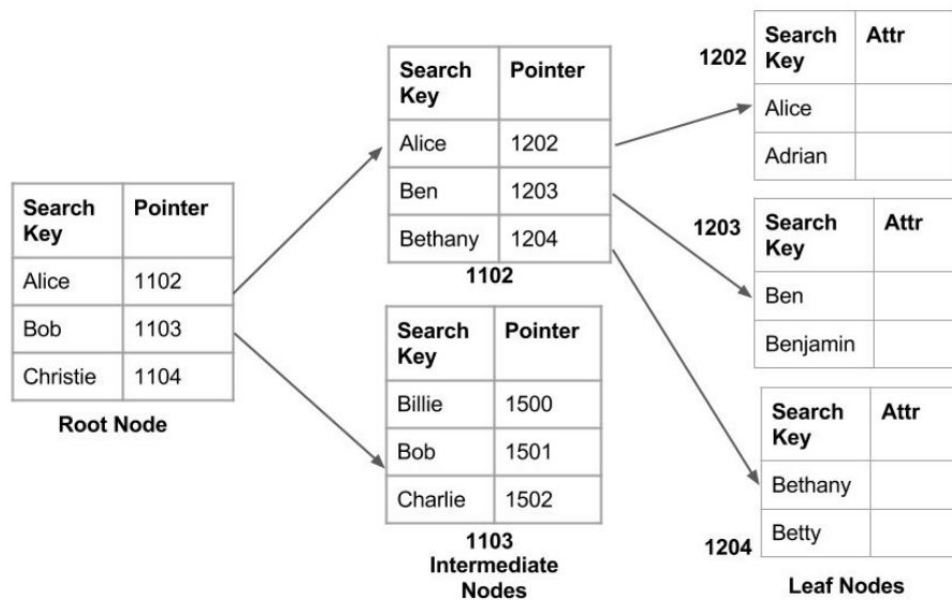 Search Key Pointer
Alice 1102
Bob 1103
Christie 1104
Root Node
Search Key Pointer
Alice 1202
Ben 1203
Bethany 1204
1102
Search Key Pointer
Billie 1500
Bob 1501
Charlie 1502
1103
Intermediate
Nodes
1202
Search Key Attr
Alice
Adrian
1203
Search Key Attr
Ben
Benjamin
Search Key Attr
Bethany
Betty
1204
Leaf Nodes